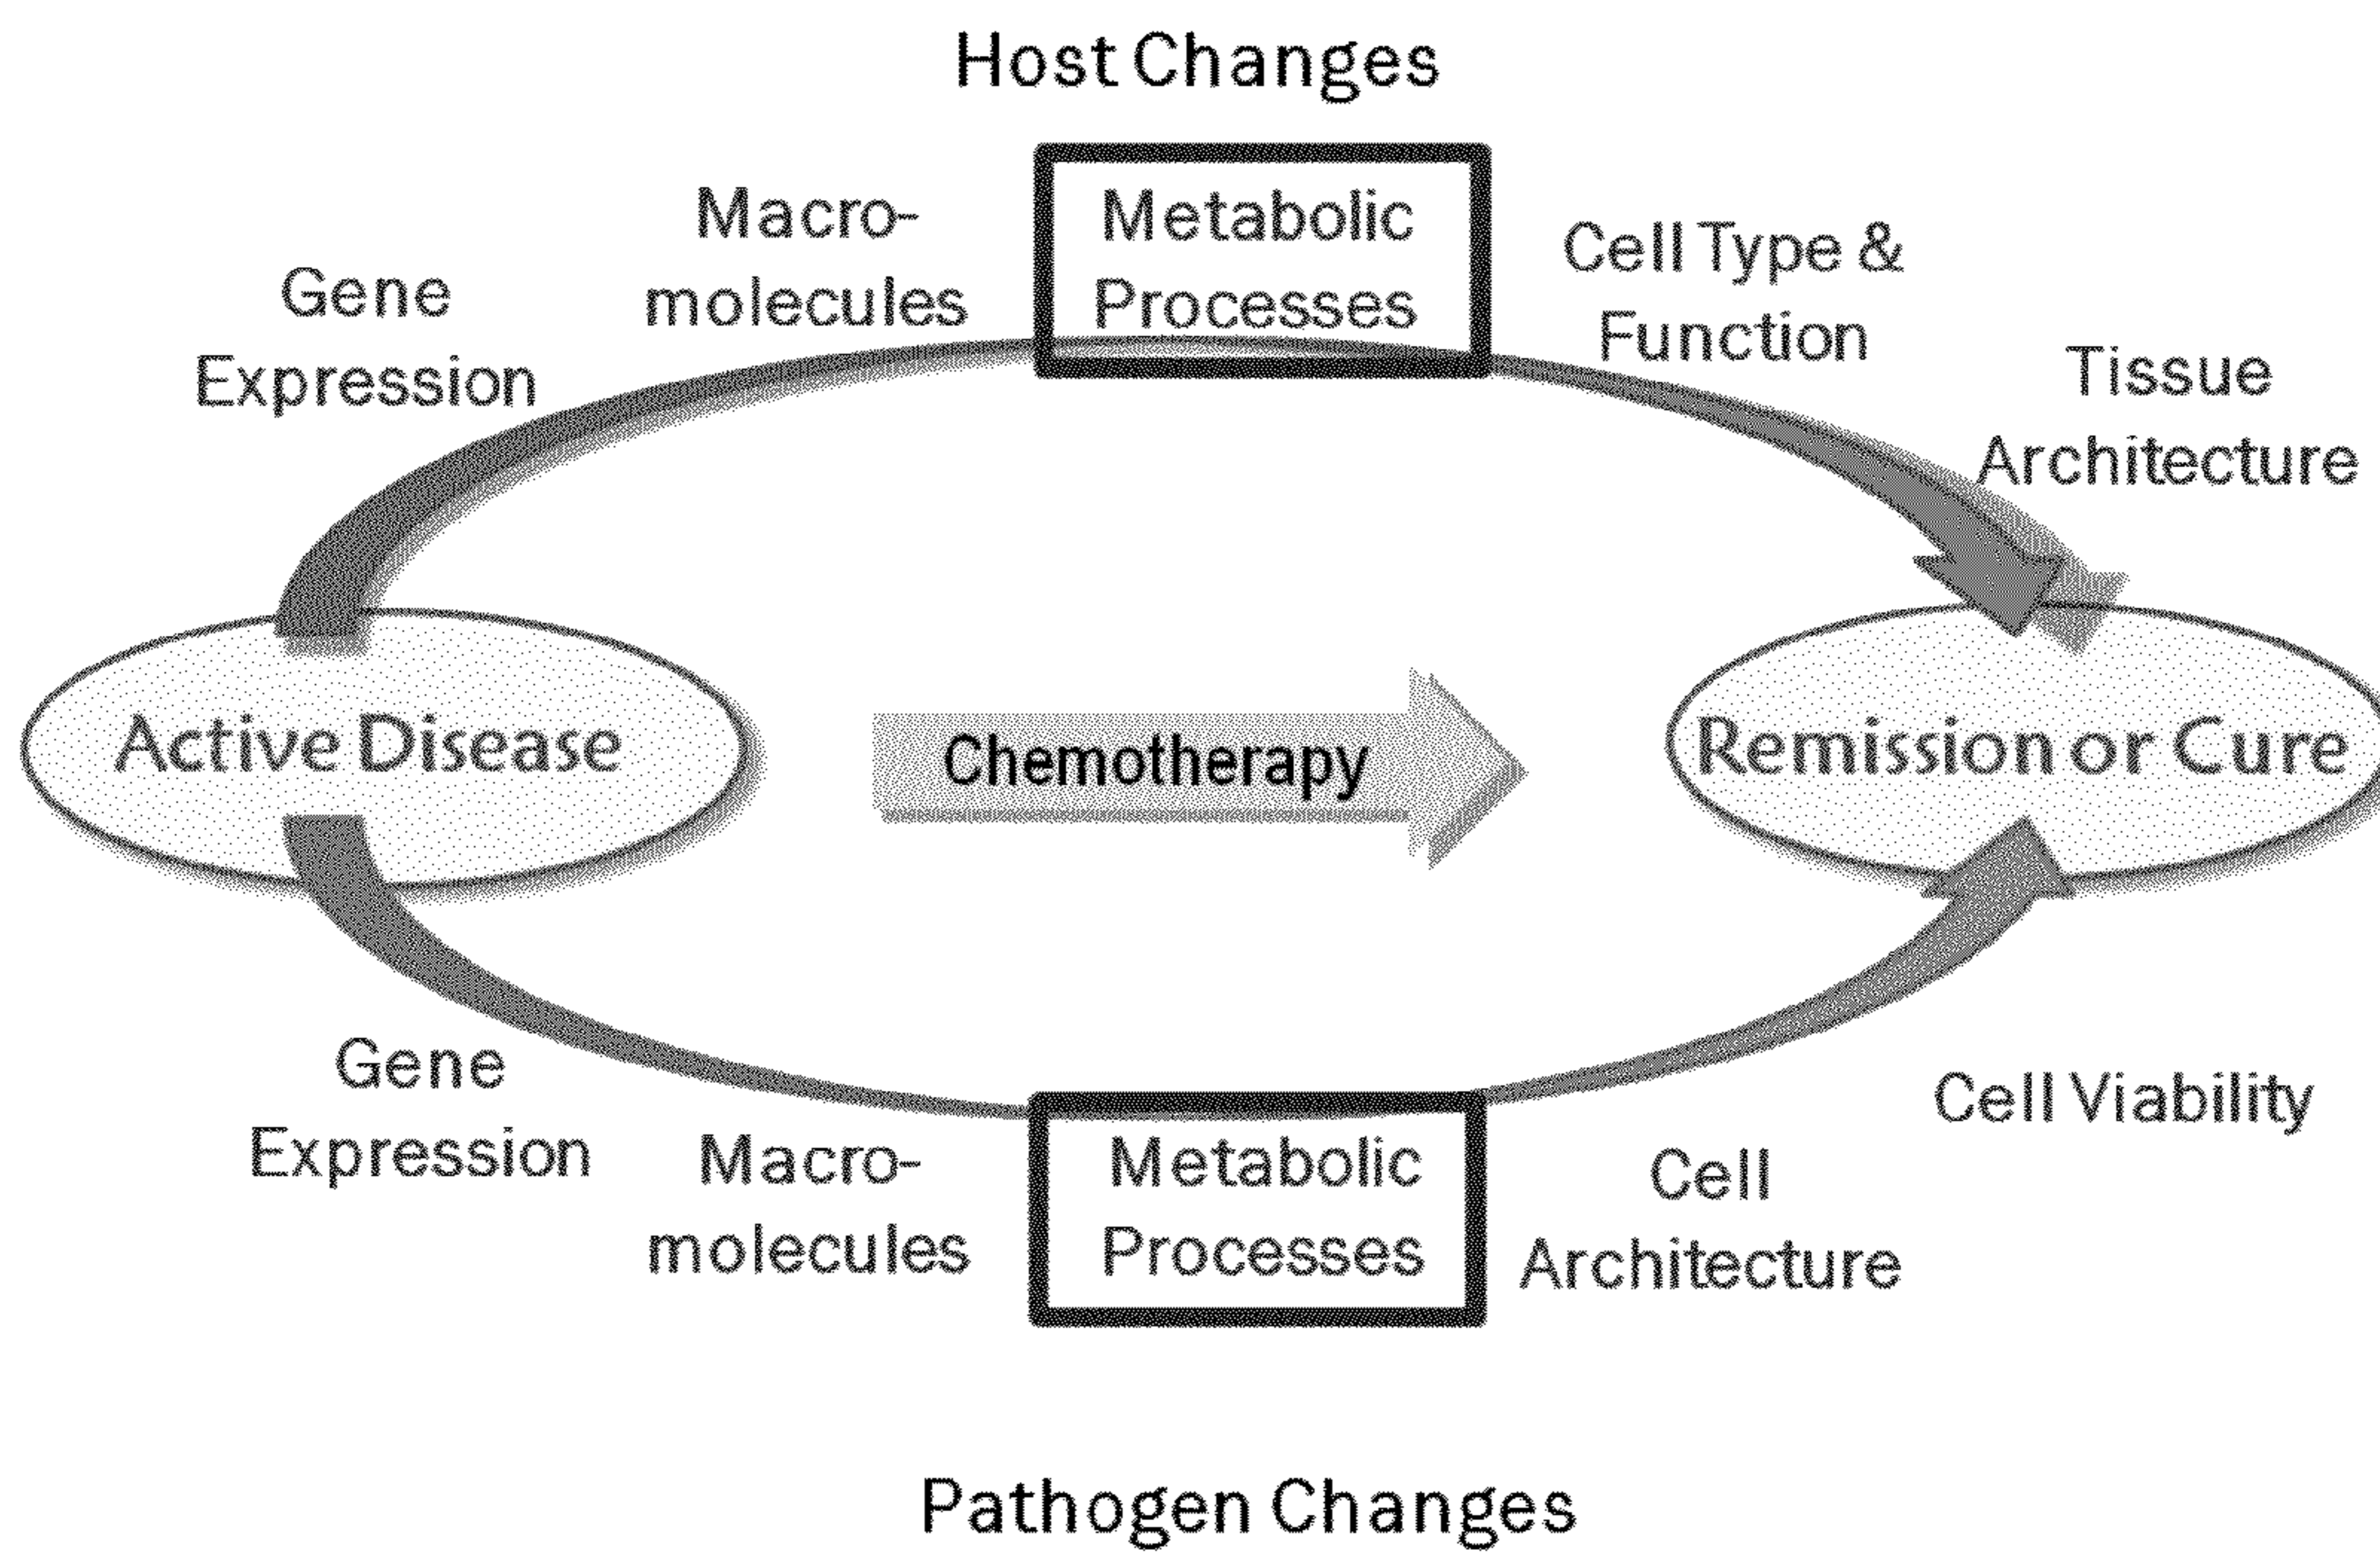 Host Changes
Macro-
molecules
Metabolic
Processes
Cell Type &
Function
Gene
Expression
Tissue
Architecture
Active Disease
Chemotherapy
Remission or Cure
Gene
Expression
Macro-
molecules
Metabolic
Processes
Cell
Architecture
Cell Viability
Pathogen Changes